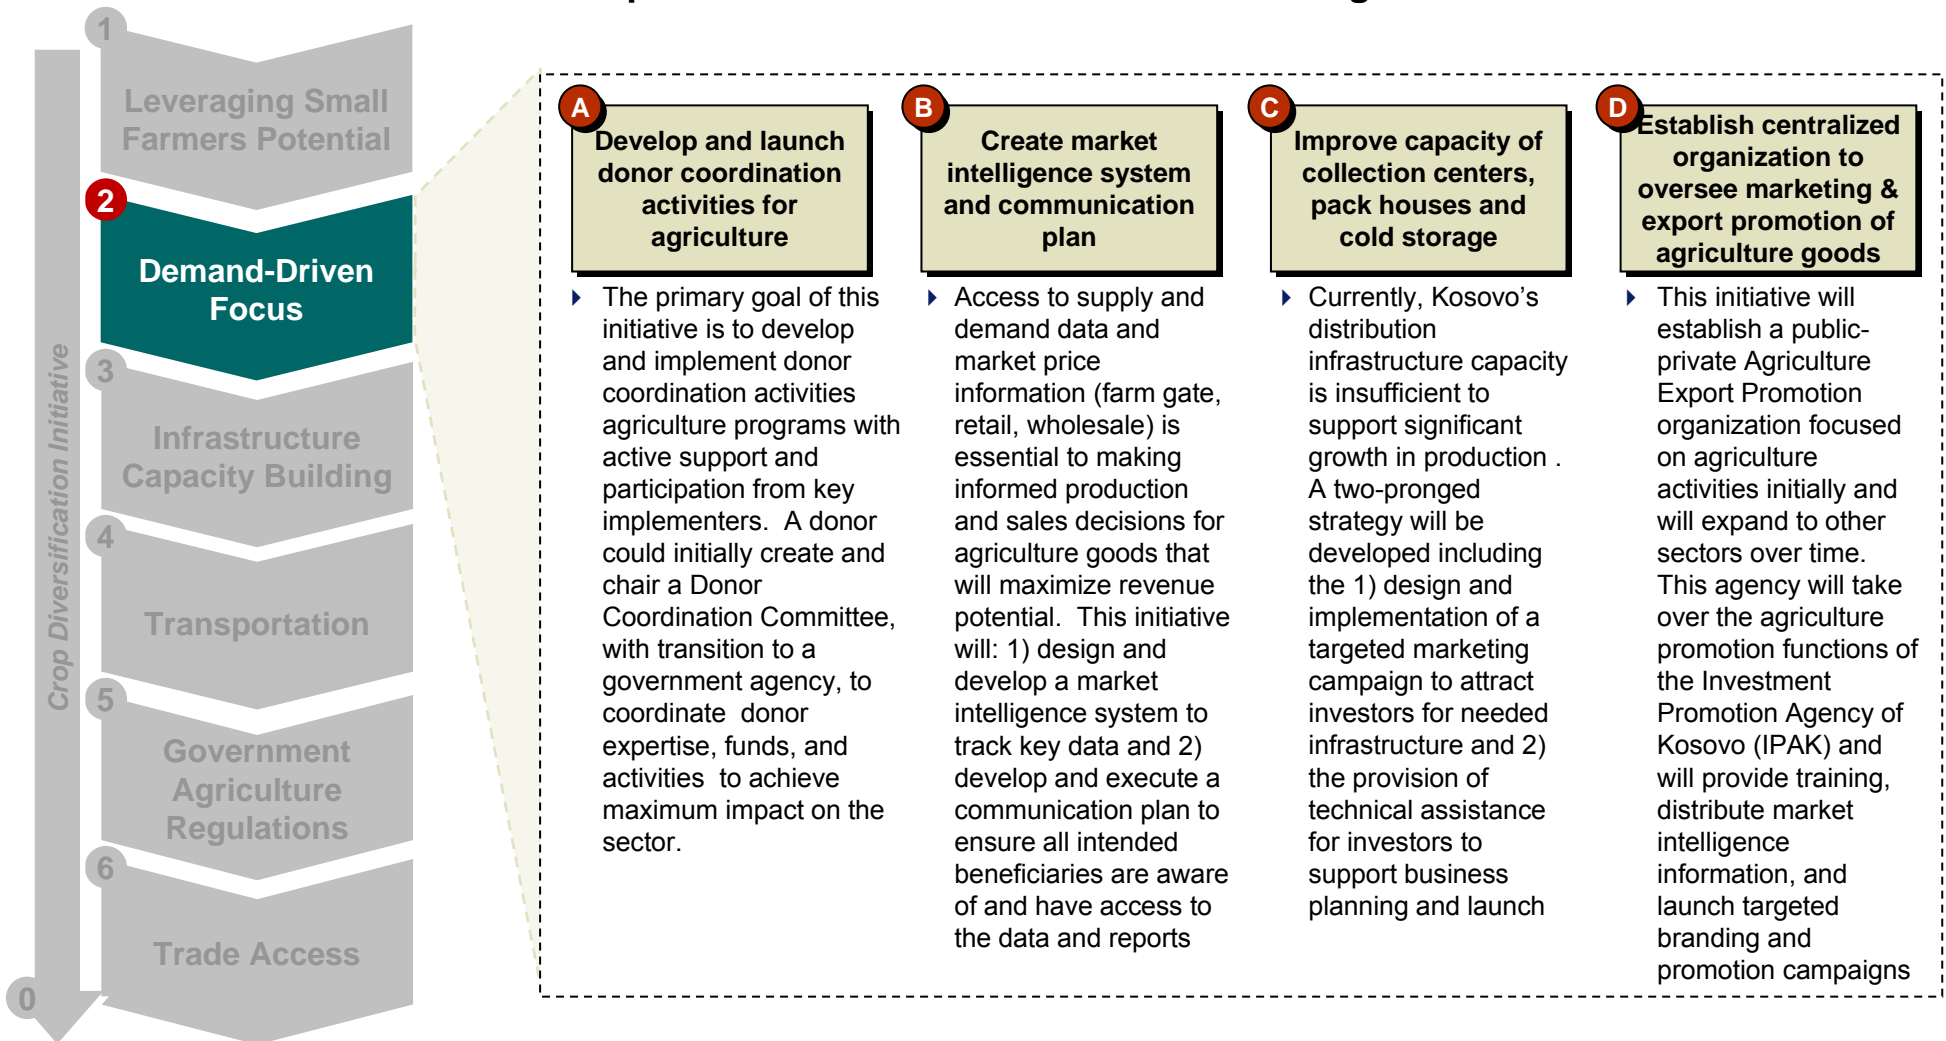 1
Leveraging Small
Farmers Potential
2
Demand-Driven
Focus
3
Infrastructure
Capacity Building
4
Transportation
5
Government
Agriculture
Regulations
6
Trade Access
0
Crop Diversification Initiative
A
Develop and launch
donor coordination
activities for
agriculture
The primary goal of this
initiative is to develop
and implement donor
coordination activities
agriculture programs with
active support and
participation from key
implementers.  A donor
could initially create and
chair a Donor
Coordination Committee,
with transition to a
government agency, to
coordinate  donor
expertise, funds, and
activities  to achieve
maximum impact on the
sector.
B
Create market
intelligence system
and communication
plan
Access to supply and
demand data and
market price
information (farm gate,
retail, wholesale) is
essential to making
informed production
and sales decisions for
agriculture goods that
will maximize revenue
potential.  This initiative
will: 1) design and
develop a market
intelligence system to
track key data and 2)
develop and execute a
communication plan to
ensure all intended
beneficiaries are aware
of and have access to
the data and reports
C
Improve capacity of
collection centers,
pack houses and
cold storage
Currently, Kosovo’s
distribution
infrastructure capacity
is insufficient to
support significant
growth in production .
A two-pronged
strategy will be
developed including
the 1) design and
implementation of a
targeted marketing
campaign to attract
investors for needed
infrastructure and 2)
the provision of
technical assistance
for investors to
support business
planning and launch
D
Establish centralized
organization to
oversee marketing &
export promotion of
agriculture goods
This initiative will
establish a public-
private Agriculture
Export Promotion
organization focused
on agriculture
activities initially and
will expand to other
sectors over time.
This agency will take
over the agriculture
promotion functions of
the Investment
Promotion Agency of
Kosovo (IPAK) and
will provide training,
distribute market
intelligence
information, and
launch targeted
branding and
promotion campaigns